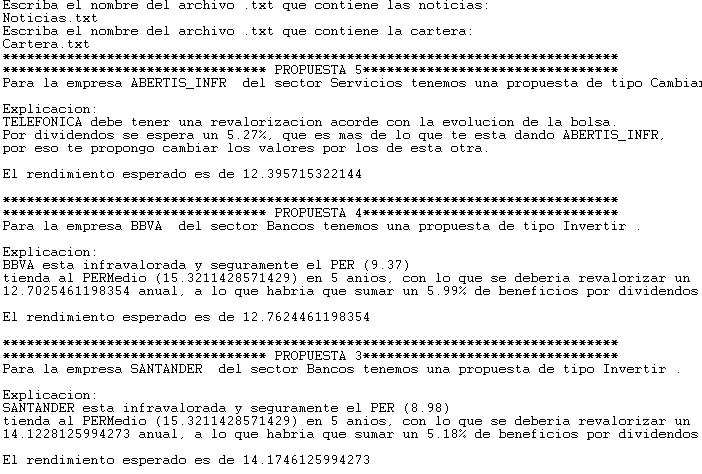 Escriba el nombre del archivo .txt que contiene las noticias:
Noticias.txt
Escriba el nombre del archivo .txt que contiene la cartera:
Cartera.txt
**********************************************************************
****************************** PROPUESTA 5*****************************
Para la empresa ABERTIS_INFR  del sector Servicios tenemos una propuesta de tipo Cambiar
Explicacion:
TELEFONICA debe tener una revalorizacion acorde con la evolucion de la bolsa.
Por dividendos se espera un 5.27%, que es mas de lo que te esta dando ABERTIS_INFR,
por eso te propongo cambiar los valores por los de esta otra.
El rendimiento esperado es de 12.395715322144
**********************************************************************
****************************** PROPUESTA 4*****************************
Para la empresa BBVA  del sector Bancos tenemos una propuesta de tipo Invertir .
Explicacion:
BBVA esta infravalorada y seguramente el PER (9.37)
tienda al PERMedio (15.3211428571429) en 5 anios, con lo que se deberia revalorizar un
12.7025461198354 anual, a lo que habria que sumar un 5.99% de beneficios por dividendos
El rendimiento esperado es de 12.7624461198354
**********************************************************************
****************************** PROPUESTA 3*****************************
Para la empresa SANTANDER  del sector Bancos tenemos una propuesta de tipo Invertir .
Explicacion:
SANTANDER esta infravalorada y seguramente el PER (8.98)
tienda al PERMedio (15.3211428571429) en 5 anios, con lo que se deberia revalorizar un
14.1228125994273 anual, a lo que habria que sumar un 5.18% de beneficios por dividendos
El rendimiento esperado es de 14.1746125994273